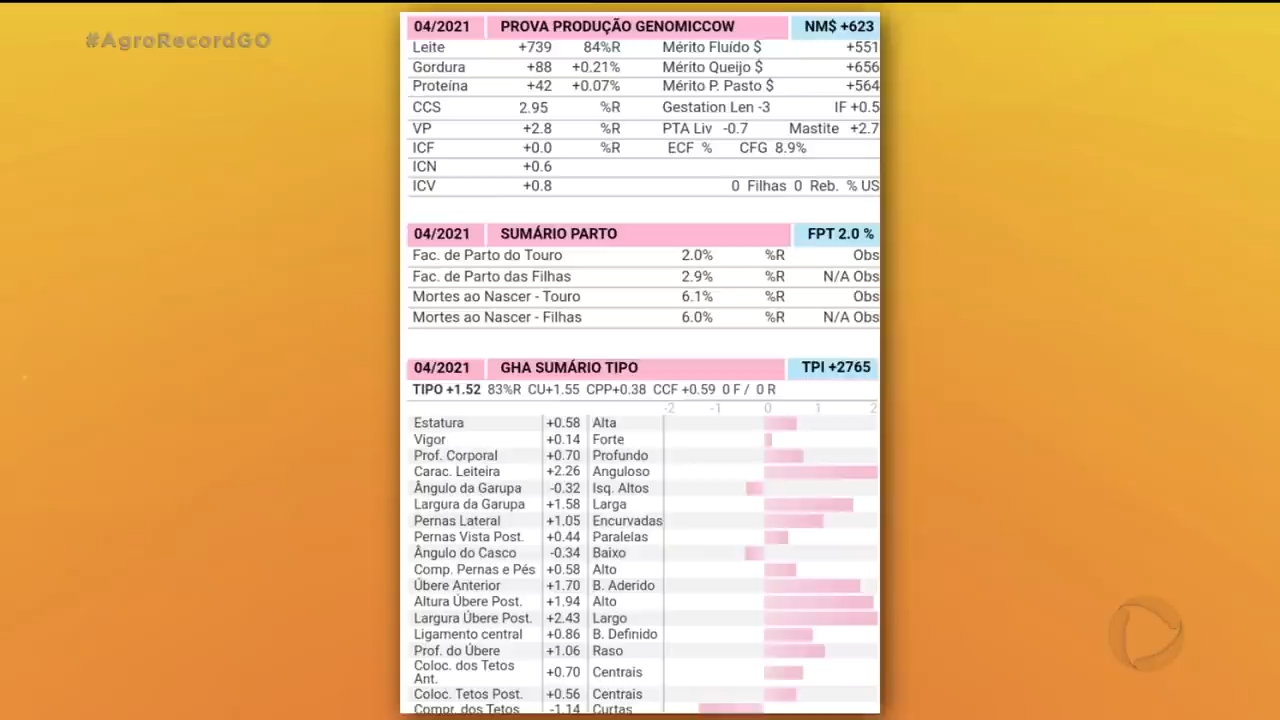 #AgroRecordGO
04/2021 PROVA PRODUÇÃO GENOMICCOW NM$ +623
Leite +739 84%R Mérito Fluído $ +551
Gordura +88 +0.21% Mérito Queijo $ +656
Proteína +42 +0.07% Mérito P. Pasto $ +564
CCS 2.95 %R Gestation Len -3 IF +0.5
VP +2.8 %R PTA Liv -0.7 Mastite +2.7
ICF +0.0 %R ECF % CFG 8.9%
ICN +0.6
ICV +0.8 0 Filhas 0 Reb. % US
04/2021 SUMÁRIO PARTO FPT 2.0 %
Fac. de Parto do Touro 2.0% %R Obs
Fac. de Parto das Filhas 2.9% %R N/A Obs
Mortes ao Nascer - Touro 6.1% %R Obs
Mortes ao Nascer - Filhas 6.0% %R N/A Obs
04/2021 GHA SUMÁRIO TIPO TPI +2765
TIPO +1.52 83%R CU+1.55 CPP+0.38 CCF +0.59 0 F / 0 R
-2 -1 0 1 2
Estatura +0.58 Alta
Vigor +0.14 Forte
Prof. Corporal +0.70 Profundo
Carac. Leiteira +2.26 Anguloso
Ângulo da Garupa -0.32 Isq. Altos
Largura da Garupa +1.58 Larga
Pernas Lateral +1.05 Encurvadas
Pernas Vista Post. +0.44 Paralelas
Ângulo do Casco -0.34 Baixo
Comp. Pernas e Pés +0.58 Alto
Úbere Anterior +1.70 B. Aderido
Altura Úbere Post. +1.94 Alto
Largura Úbere Post. +2.43 Largo
Ligamento central +0.86 B. Definido
Prof. do Úbere +1.06 Raso
Coloc. dos Tetos
Ant. +0.70 Centrais
Coloc. Tetos Post. +0.56 Centrais
Compr. dos Tetos -1.14 Curtas